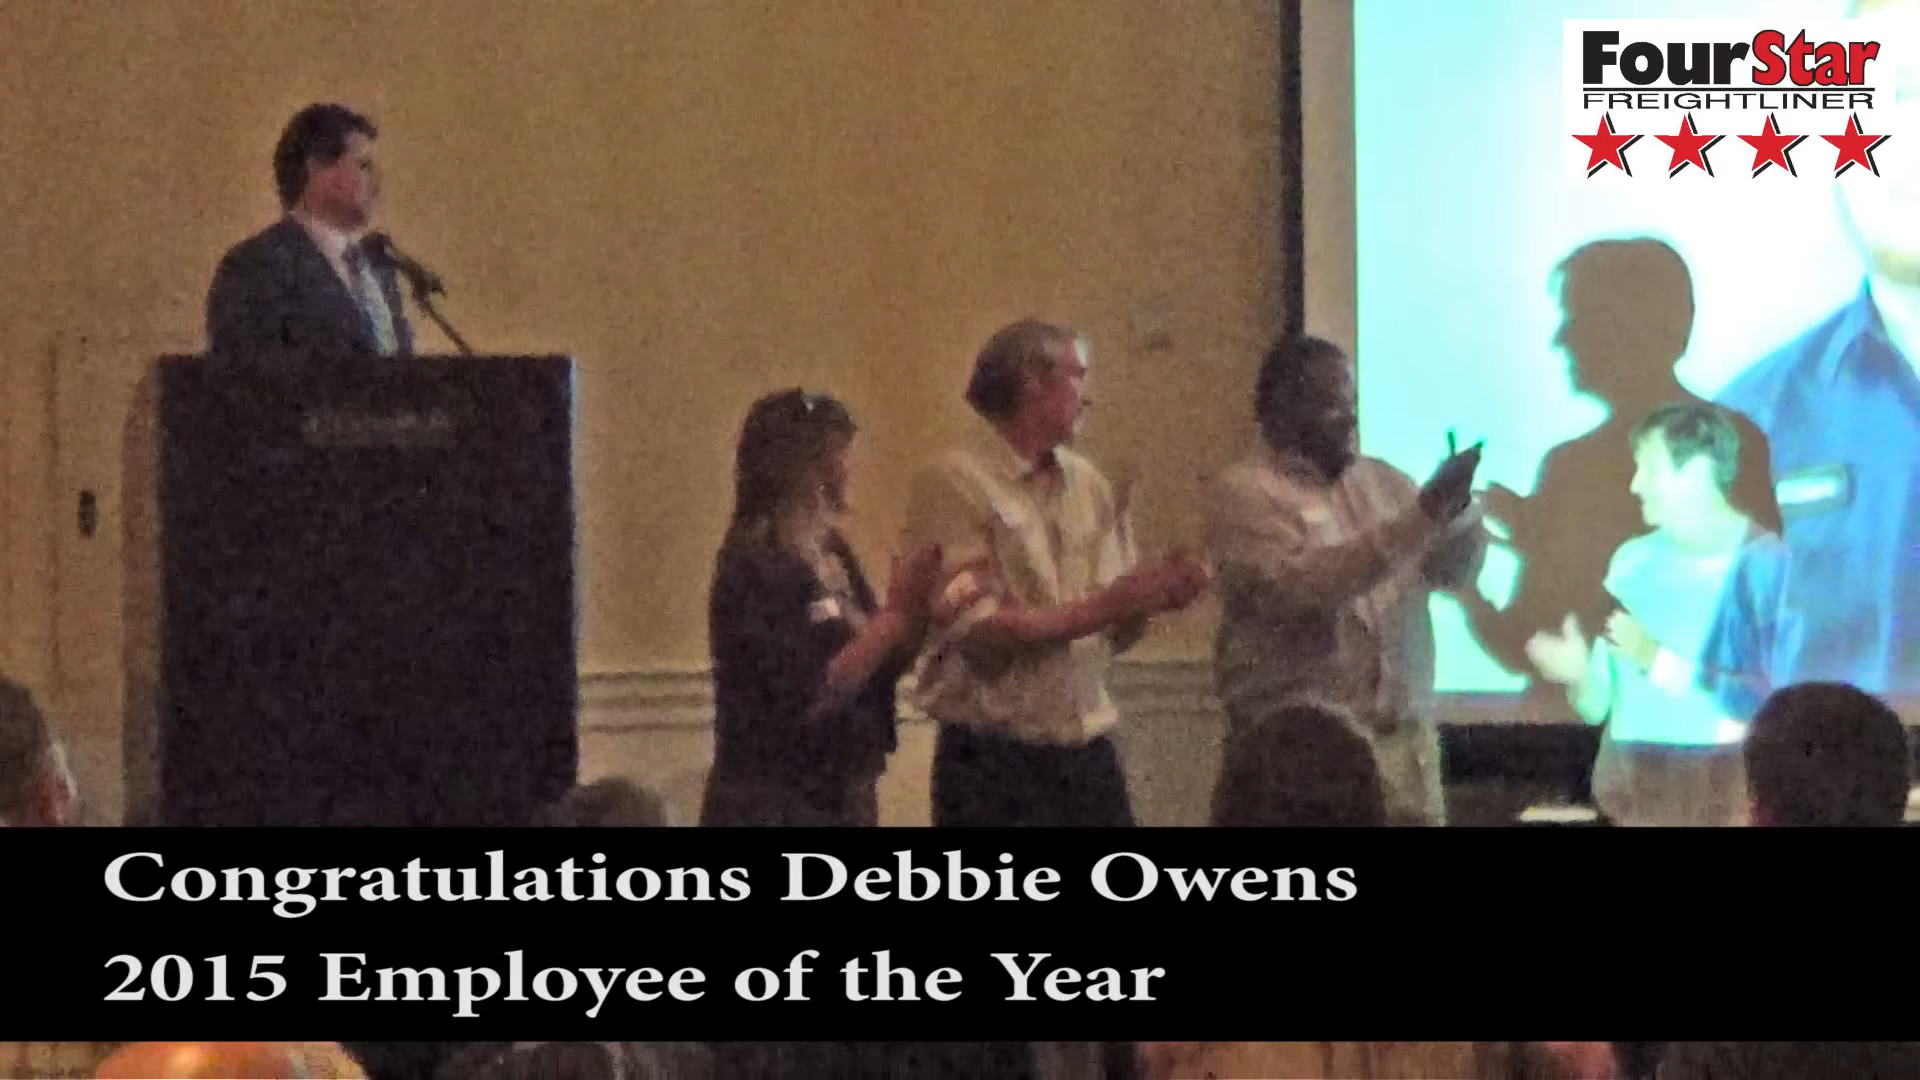 FourStar
FREIGHTLINER
Congratulations Debbie Owens
2015 Employee of the Year